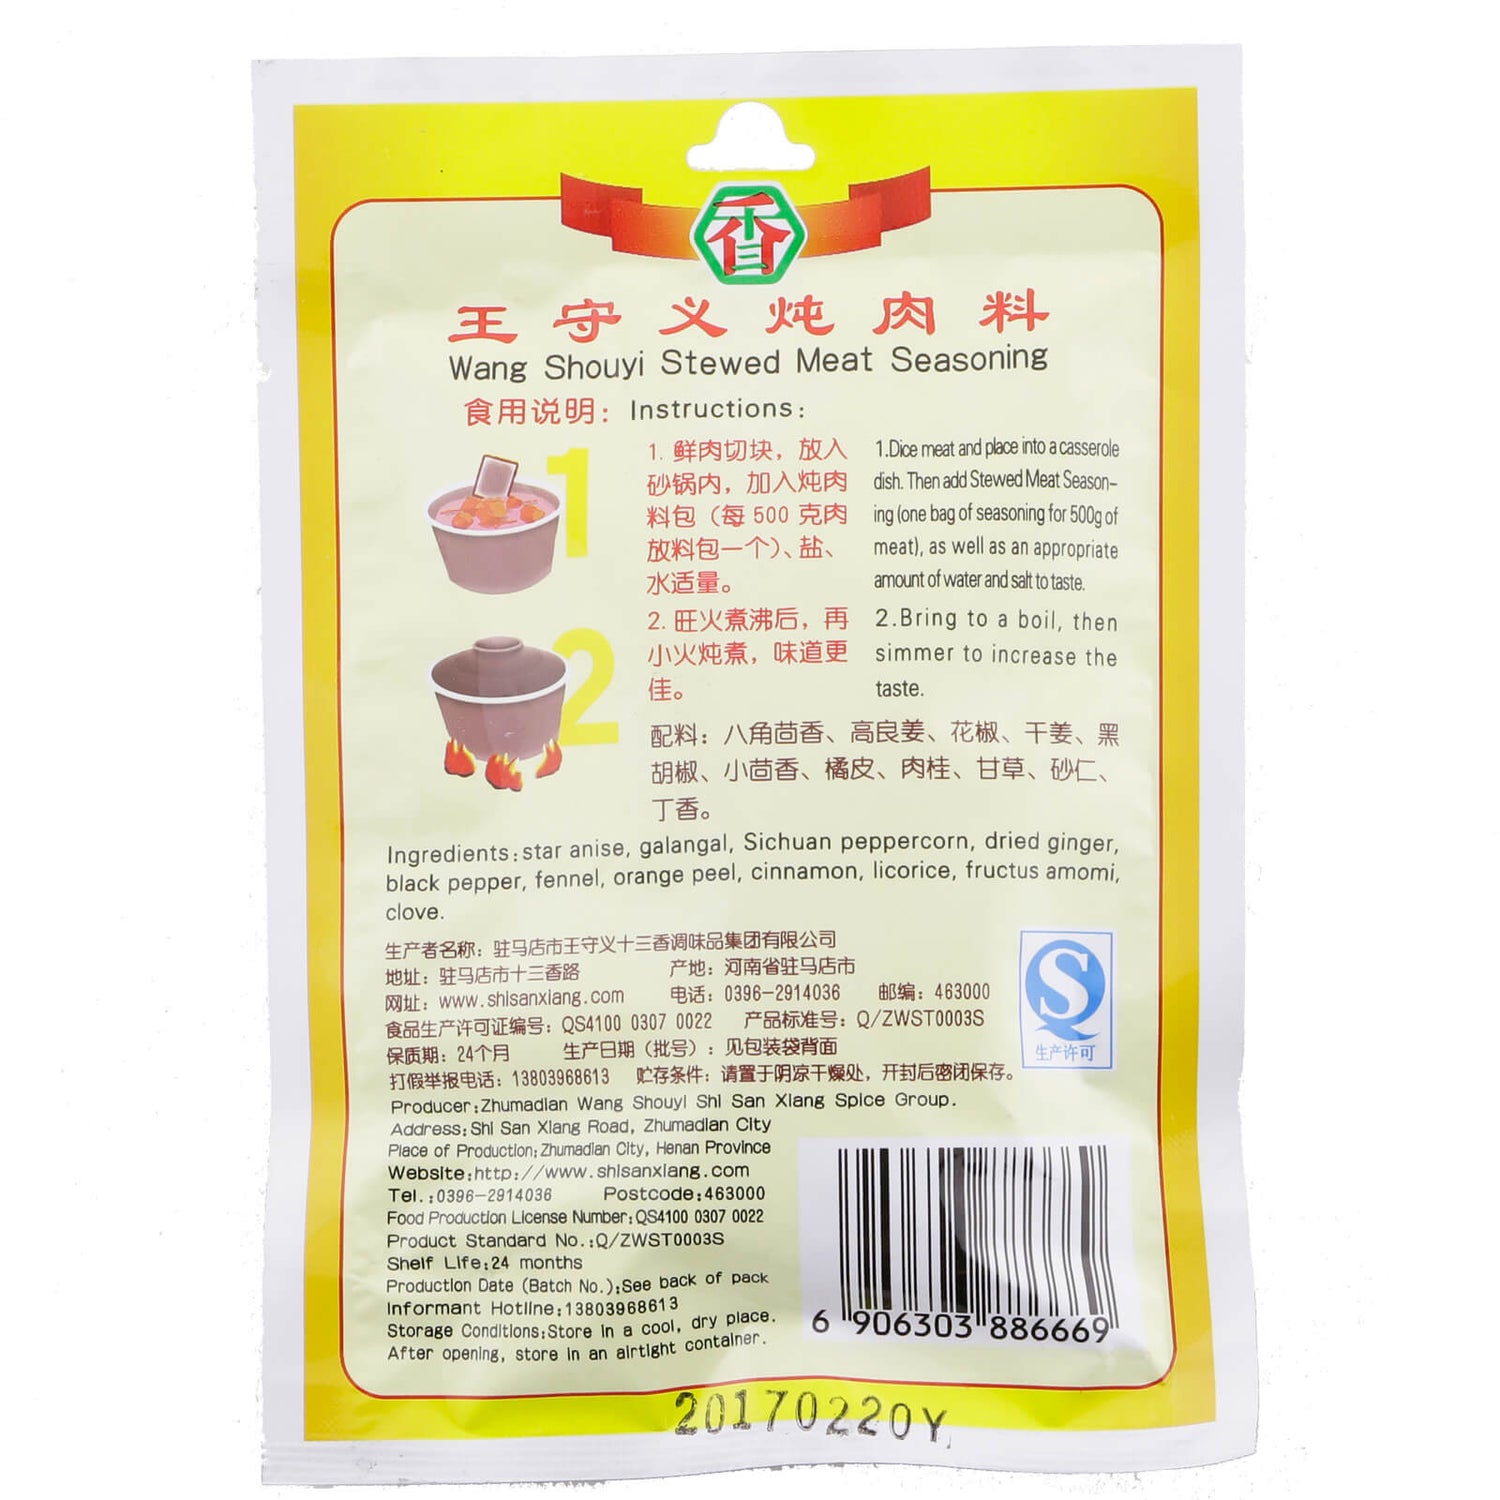 香
王守义炖肉料
Wang Shouyi Stewed Meat Seasoning
食用说明：Instructions:
1
1. 鲜肉切块，放入
砂锅内，加入炖肉
料包（每 500 克肉
放料包一个）、盐、
水适量。
1.Dice meat and place into a casserole
dish. Then add Stewed Meat Season-
ing (one bag of seasoning for 500g of
meat), as well as an appropriate
amount of water and salt to taste.
2
2. 旺火煮沸后，再
小火炖煮，味道更
佳。
2.Bring to a boil, then
simmer to increase the
taste.
配料：八角茴香、高良姜、花椒、干姜、黑
胡椒、小茴香、橘皮、肉桂、甘草、砂仁、
丁香。
Ingredients:star anise, galangal, Sichuan peppercorn, dried ginger,
black pepper, fennel, orange peel, cinnamon, licorice, fructus amomi,
clove.
生产者名称：驻马店市王守义十三香调味品集团有限公司
地址：驻马店市十三香路 产地：河南省驻马店市
网址：www.shisanxiang.com 电话：0396-2914036 邮编：463000
食品生产许可证编号：QS4100 0307 0022 产品标准号：Q/ZWST0003S
保质期：24个月 生产日期（批号）：见包装袋背面
打假举报电话：13803968613 贮存条件：请置于阴凉干燥处，开封后密闭保存。
QS
生产许可
Producer:Zhumadian Wang Shouyi Shi San Xiang Spice Group.
Address:Shi San Xiang Road, Zhumadian City
Place of Production:Zhumadian City, Henan Province
Website:http://www.shisanxiang.com
Tel.:0396-2914036 Postcode:463000
Food Production License Number:QS4100 0307 0022
Product Standard No.:Q/ZWST0003S
Shelf Life:24 months
Production Date (Batch No.):See back of pack
Informant Hotline:13803968613
Storage Conditions:Store in a cool, dry place.
After opening, store in an airtight container.
6 906303 886669
20170220Y